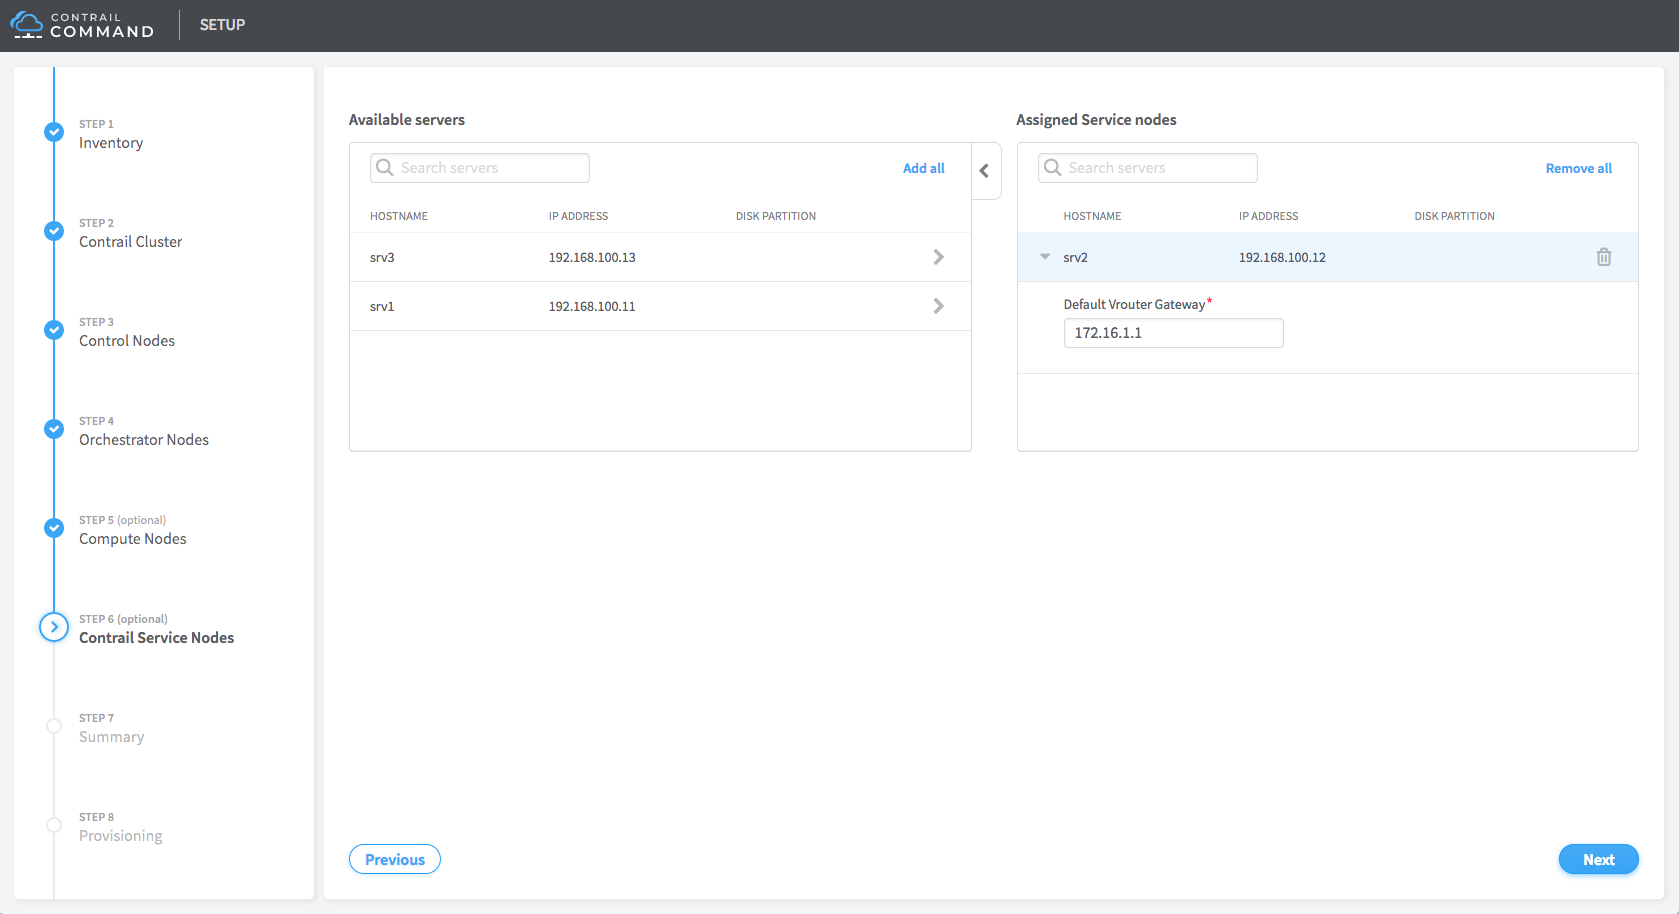 CONTRAIL
COMMAND
SETUP
STEP 1
Inventory
STEP 2
Contrail Cluster
STEP 3
Control Nodes
STEP 4
Orchestrator Nodes
STEP 5 (optional)
Compute Nodes
STEP 6 (optional)
Contrail Service Nodes
STEP 7
Summary
STEP 8
Provisioning
Available servers
Search servers
Add all
HOSTNAME IP ADDRESS DISK PARTITION
srv3 192.168.100.13
srv1 192.168.100.11
Assigned Service nodes
Search servers
Remove all
HOSTNAME IP ADDRESS DISK PARTITION
srv2 192.168.100.12
Default Vrouter Gateway*
172.16.1.1
Previous
Next